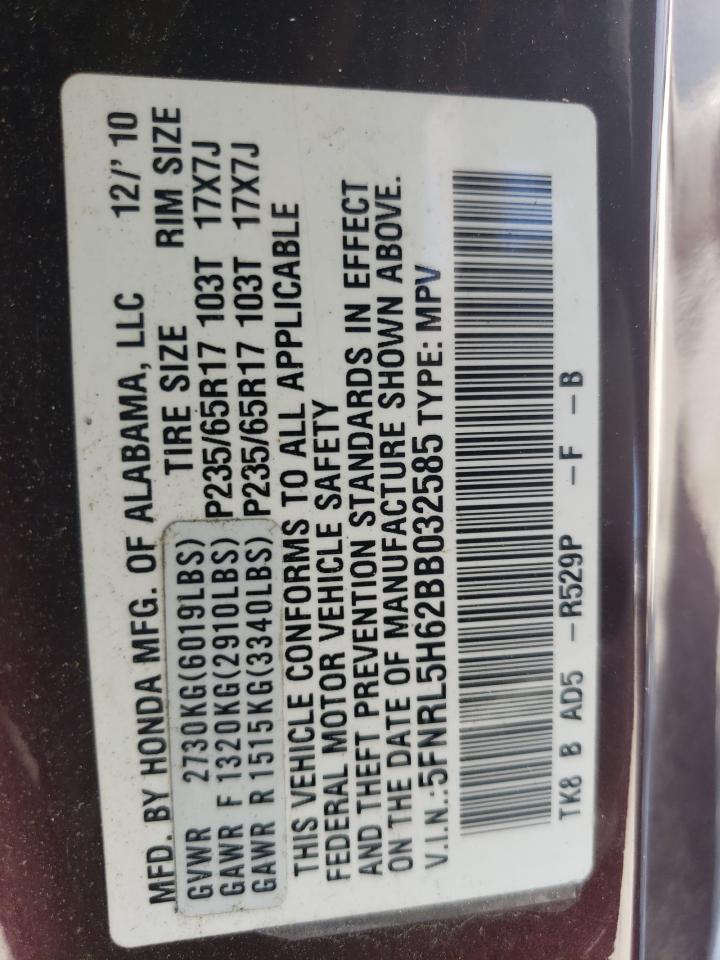 MFD. BY HONDA MFG. OF ALABAMA, LLC 12/' 10
GVWR 2730KG(6019LBS) TIRE SIZE RIM SIZE
GAWR F 1320KG(2910LBS) P235/65R17 103T 17X7J
GAWR R 1515KG(3340LBS) P235/65R17 103T 17X7J
THIS VEHICLE CONFORMS TO ALL APPLICABLE
FEDERAL MOTOR VEHICLE SAFETY
AND THEFT PREVENTION STANDARDS IN EFFECT
ON THE DATE OF MANUFACTURE SHOWN ABOVE.
V.I.N.:5FNRL5H62BB032585 TYPE: MPV
TK8 B AD5 -R529P -F -B